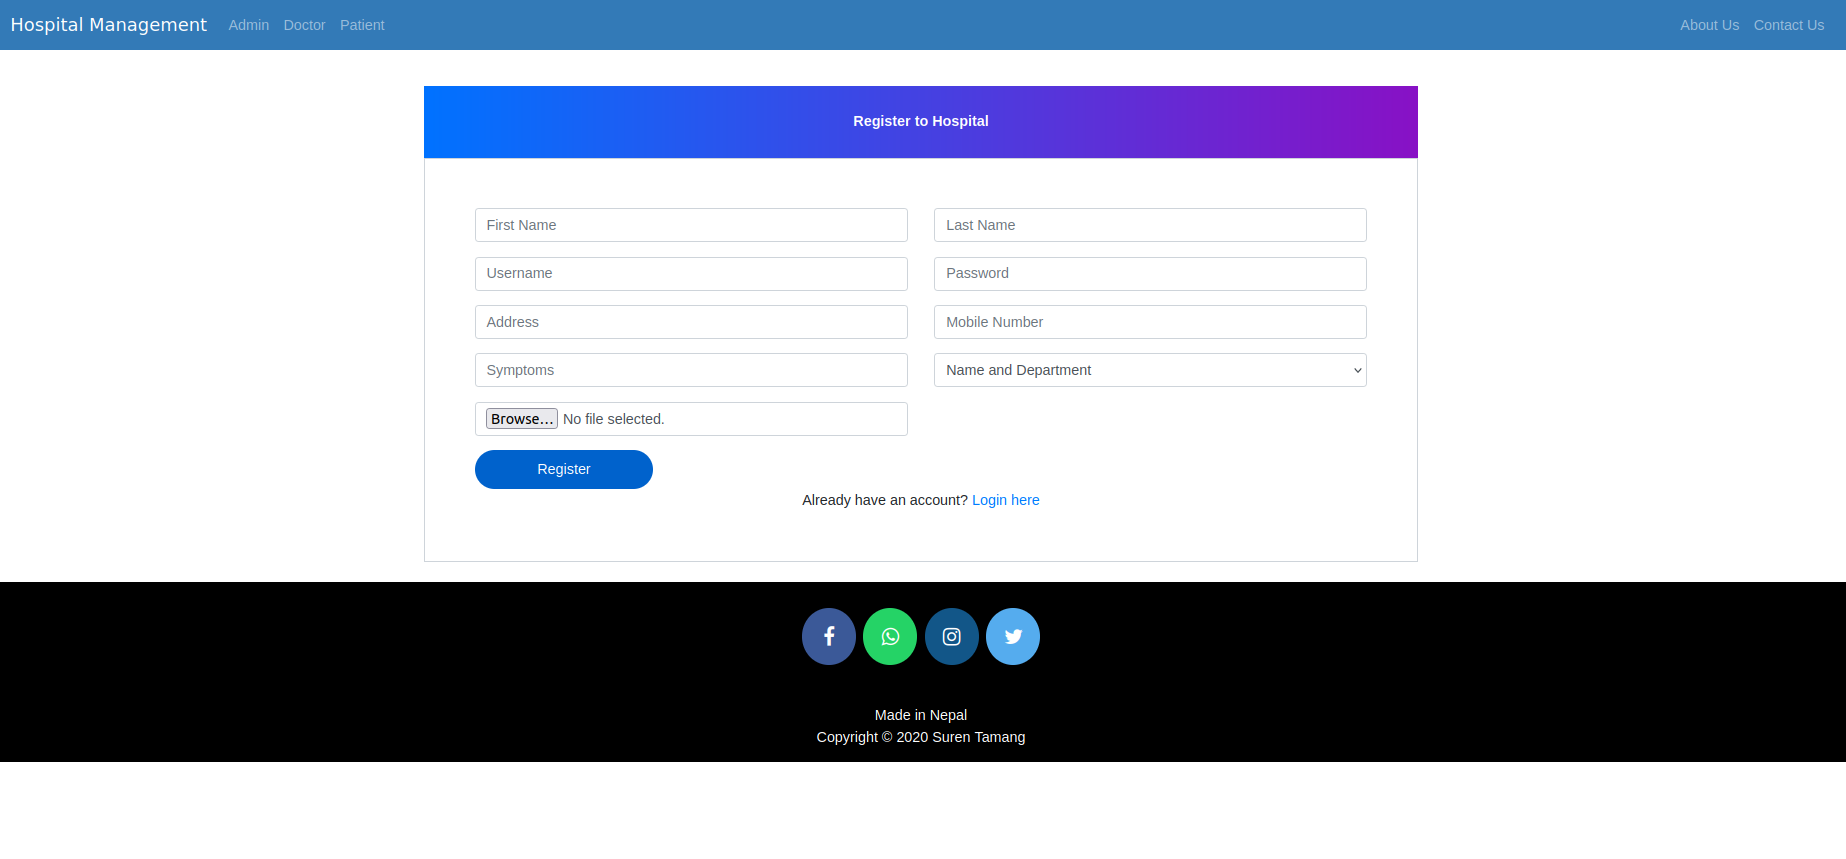 Hospital Management Admin Doctor Patient About Us Contact Us
Register to Hospital
First Name Last Name
Username Password
Address Mobile Number
Symptoms Name and Department
Browse... No file selected.
Register
Already have an account? Login here
Made in Nepal
Copyright © 2020 Suren Tamang